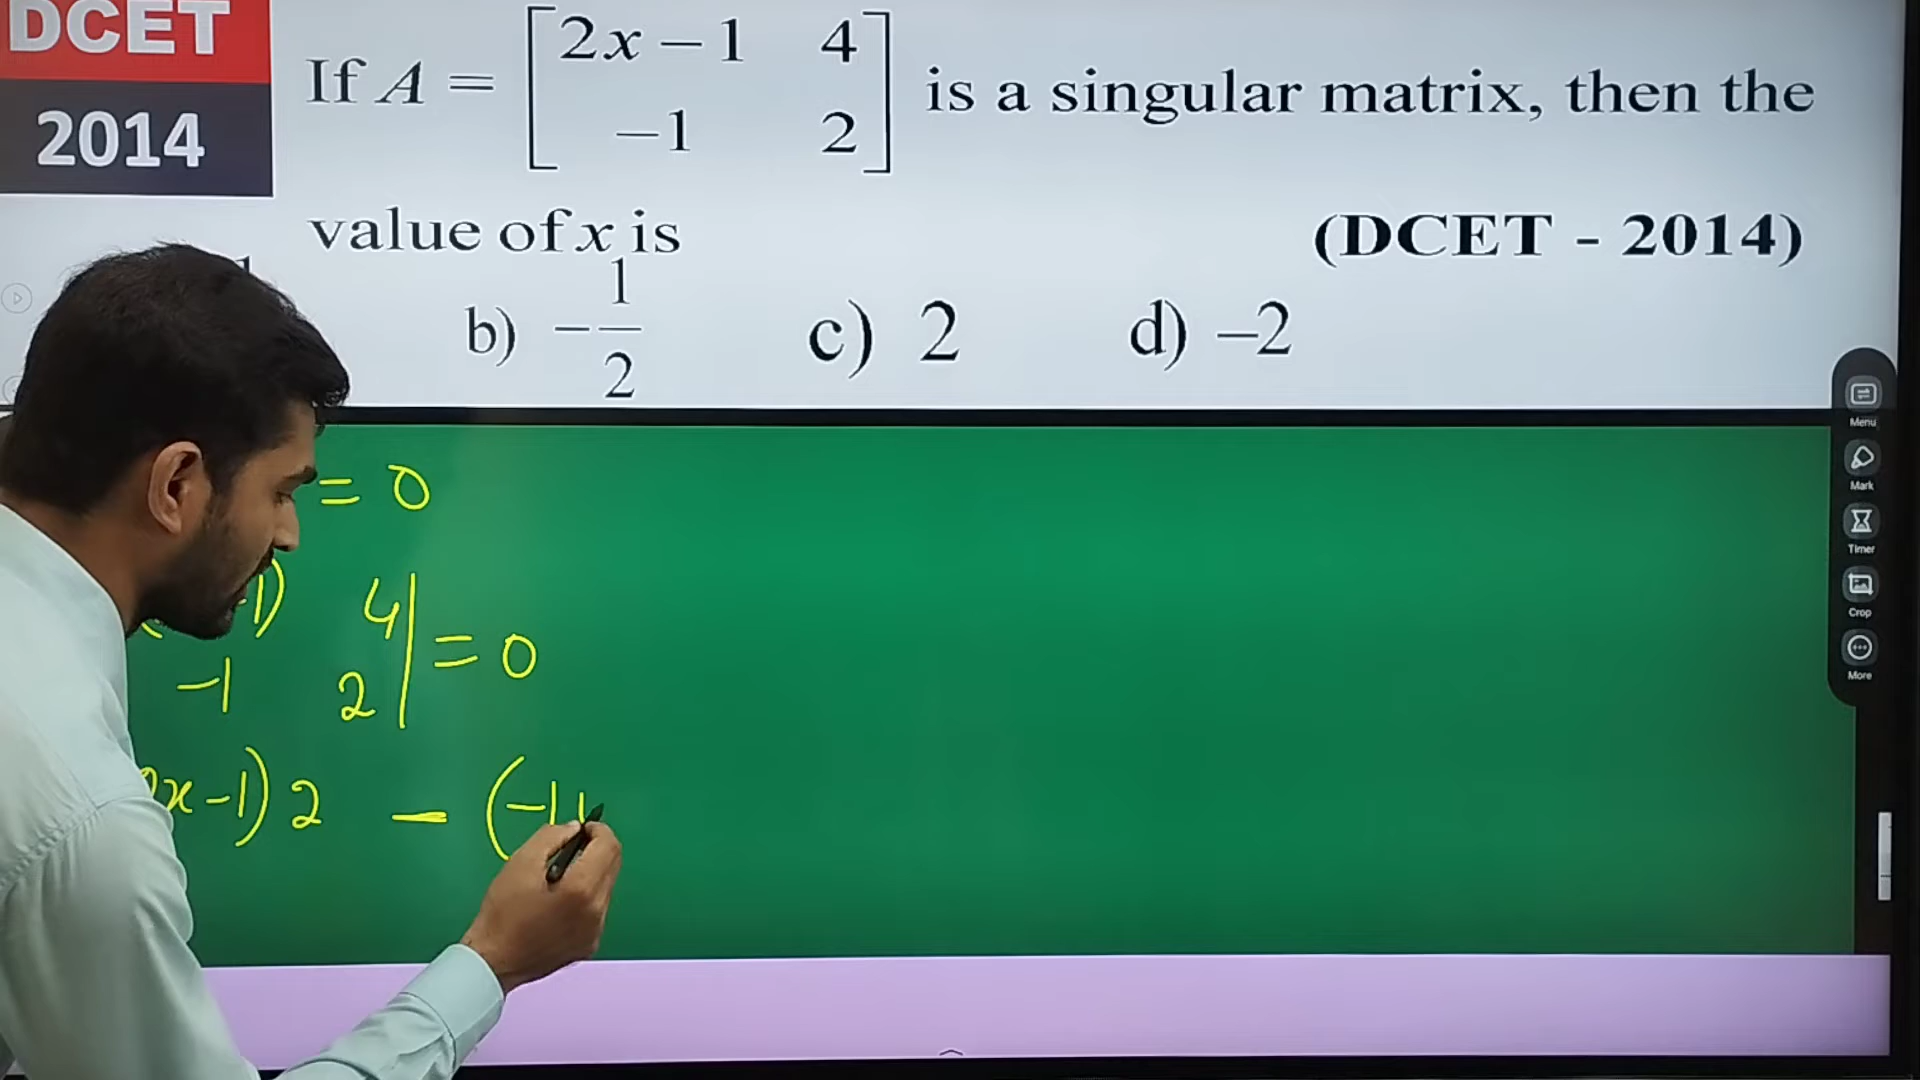 DCET
2014
If A = [2x − 1 4
−1 2] is a singular matrix, then the
value of x is
(DCET - 2014)
b) −1/2 c) 2 d) −2
= 0
-1) 4| = 0
-1 2|
x-1) 2 - (-1
Menu
Mark
Timer
Crop
More